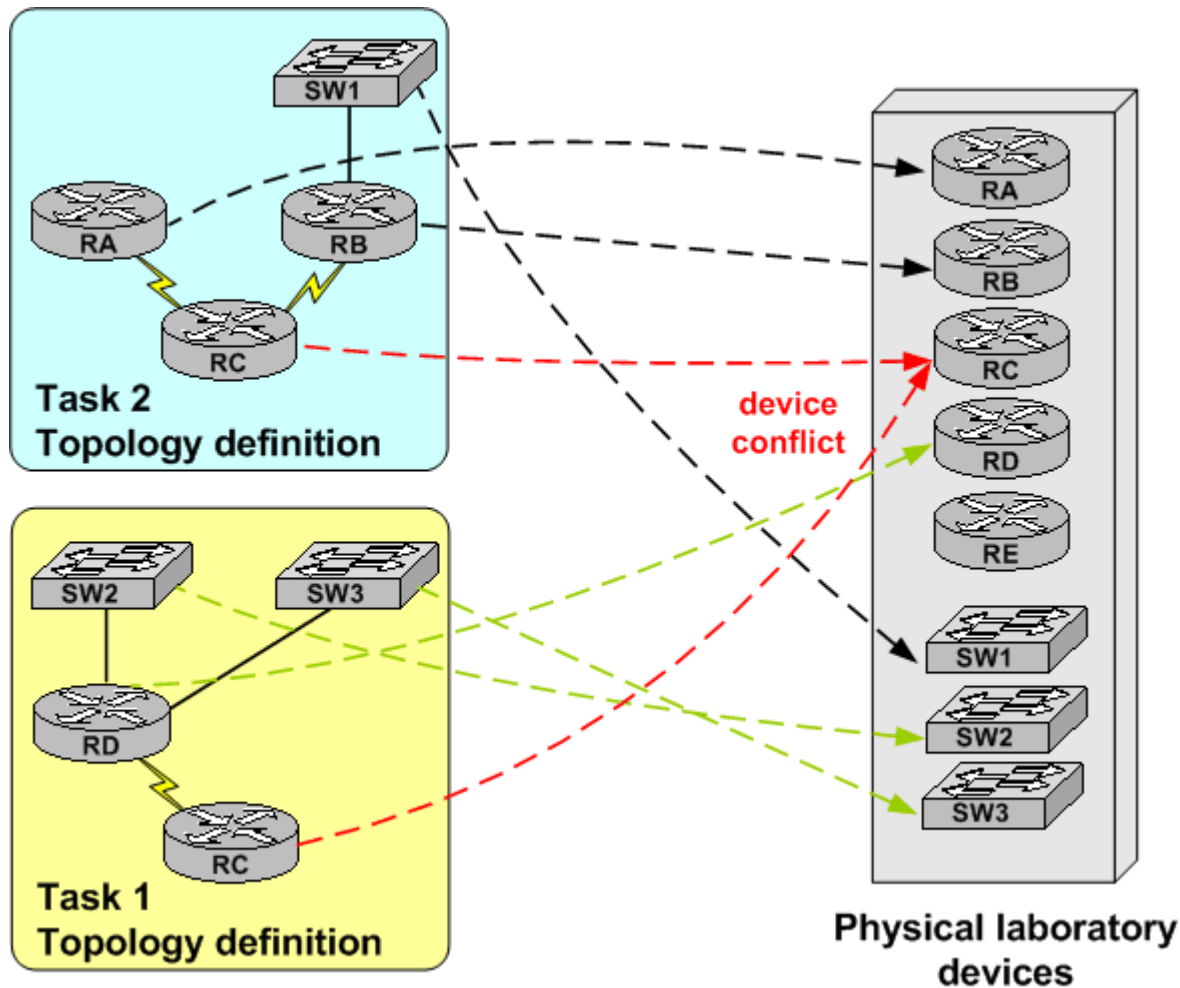 SW1
RA
RB
RC
Task 2
Topology definition
SW2
SW3
RD
RC
Task 1
Topology definition
device
conflict
RA
RB
RC
RD
RE
SW1
SW2
SW3
Physical laboratory
devices